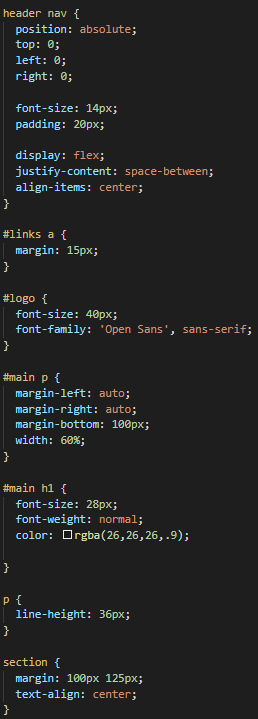 header nav {
  position: absolute;
  top: 0;
  left: 0;
  right: 0;

  font-size: 14px;
  padding: 20px;

  display: flex;
  justify-content: space-between;
  align-items: center;
}

#links a {
  margin: 15px;
}

#logo {
  font-size: 40px;
  font-family: 'Open Sans', sans-serif;
}

#main p {
  margin-left: auto;
  margin-right: auto;
  margin-bottom: 100px;
  width: 60%;
}

#main h1 {
  font-size: 28px;
  font-weight: normal;
  color: rgba(26,26,26,.9);

}

p {
  line-height: 36px;
}

section {
  margin: 100px 125px;
  text-align: center;
}